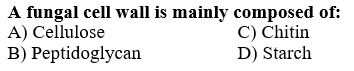 A fungal cell wall is mainly composed of:
A) Cellulose C) Chitin
B) Peptidoglycan D) Starch